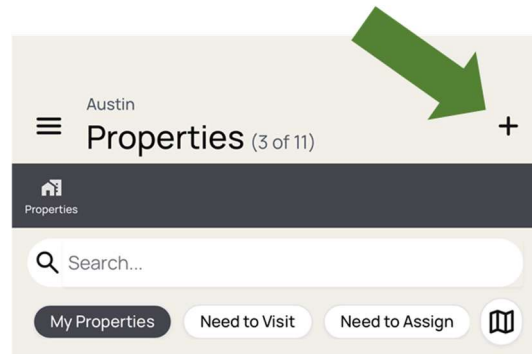 Austin
Properties (3 of 11)
Properties
Search...
My Properties Need to Visit Need to Assign